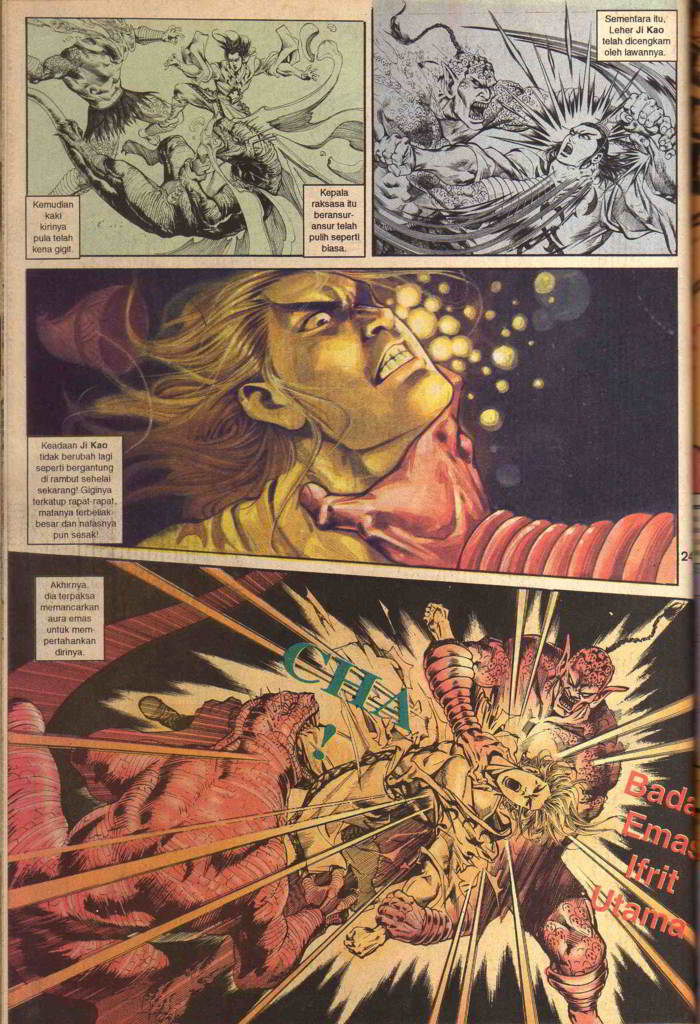 Kemudian
kaki
kirinya
pula telah
kena gigit.
Kepala
raksasa itu
beransur-
ansur telah
pulih seperti
biasa.
Sementara itu,
Leher Ji Kao
telah dicengkam
oleh lawannya.
Keadaan Ji Kao
tidak berubah lagi
seperti bergantung
di rambut sehelai
sekarang! Giginya
terkatup rapat-rapat,
matanya terbeliak-
besar dan nafasnya
pun sesak!
24
Akhirnya,
dia terpaksa
memancarkan
aura emas
untuk mem-
pertahankan
dirinya.
CHA
!
Bada
Emas
Ifrit
Utama